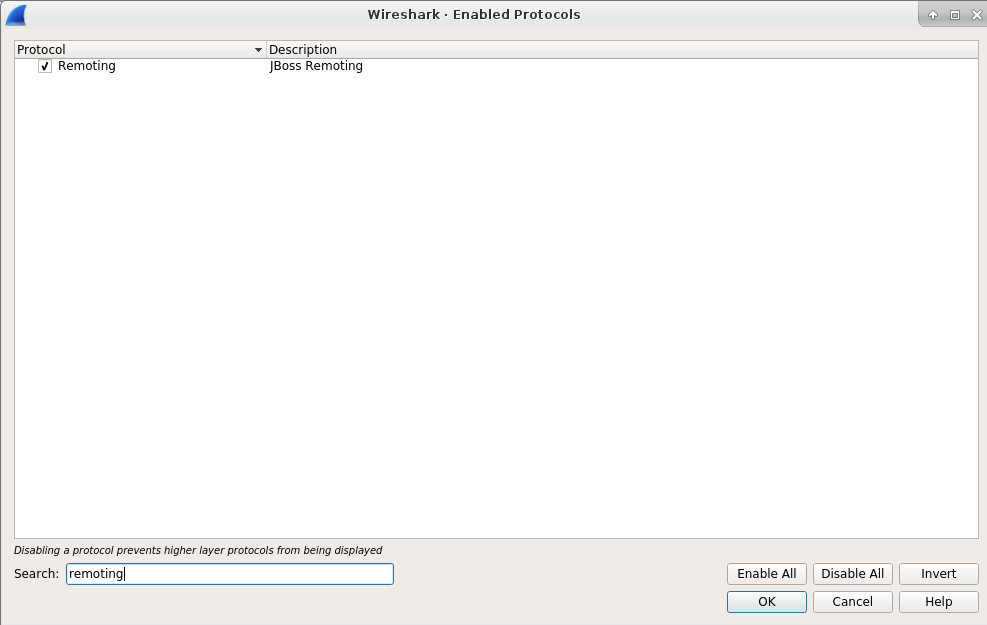 Wireshark · Enabled Protocols
Protocol Description
Remoting JBoss Remoting
Disabling a protocol prevents higher layer protocols from being displayed
Search: remoting Enable All Disable All Invert
OK Cancel Help